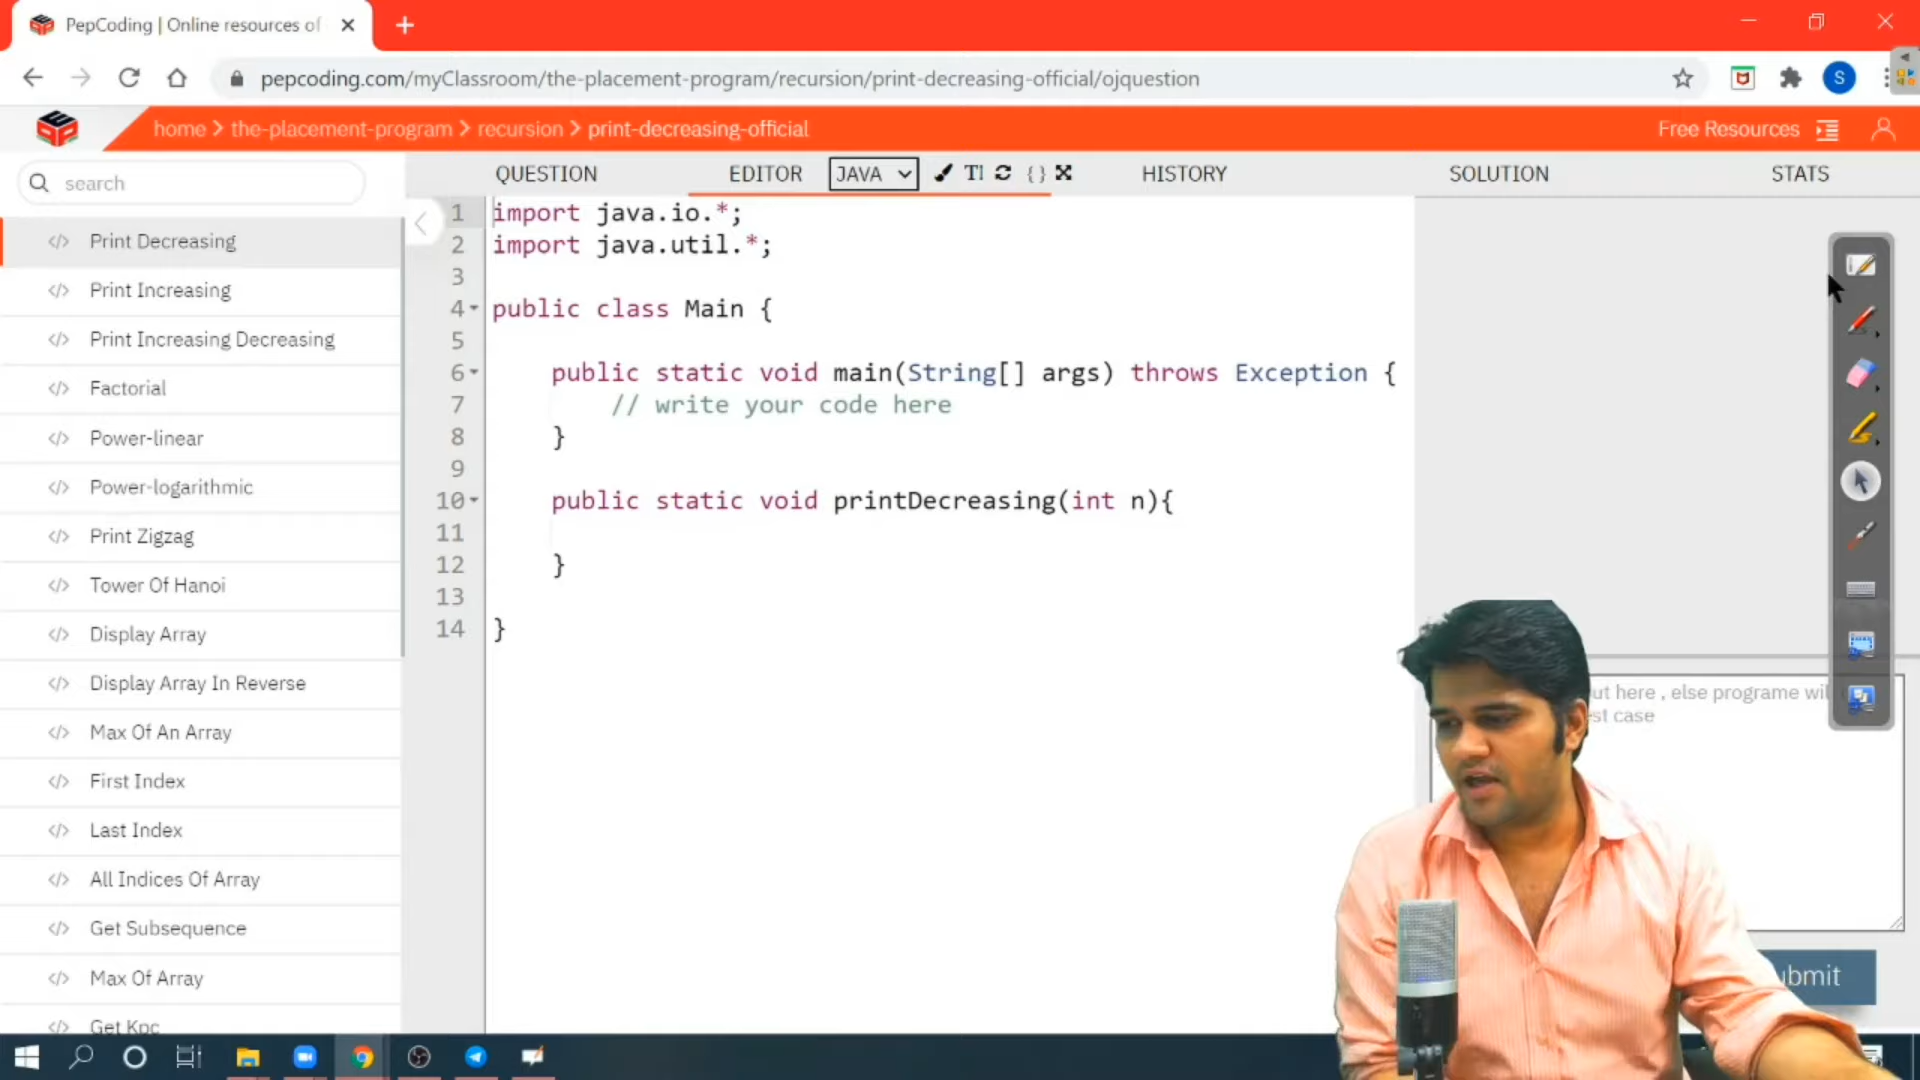 PepCoding | Online resources of
pepcoding.com/myClassroom/the-placement-program/recursion/print-decreasing-official/ojquestion
S
home > the-placement-program > recursion > print-decreasing-official
Free Resources
search
QUESTION
EDITOR
JAVA
HISTORY
SOLUTION
STATS
Print Decreasing
Print Increasing
Print Increasing Decreasing
Factorial
Power-linear
Power-logarithmic
Print Zigzag
Tower Of Hanoi
Display Array
Display Array In Reverse
Max Of An Array
First Index
Last Index
All Indices Of Array
Get Subsequence
Max Of Array
Get Kpc
1 import java.io.*;
2 import java.util.*;
3
4 public class Main {
5
6 public static void main(String[] args) throws Exception {
7 // write your code here
8 }
9
10 public static void printDecreasing(int n){
11
12 }
13
14 }
here , else programe
case